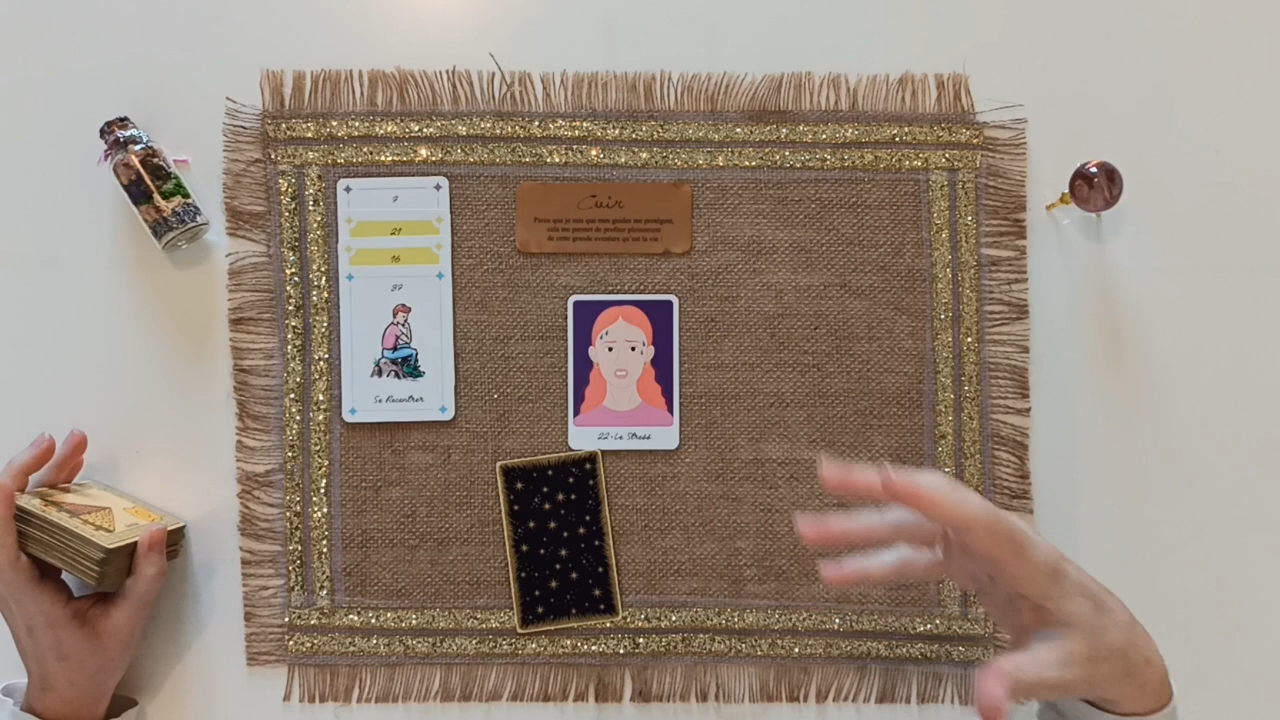 7
21
16
37
Se Recentrer
Cuir
Parce que je sais que mes guides me protègent,
cela me permet de profiter pleinement
de cette grande aventure qu'est la vie !
22 • Le Stress